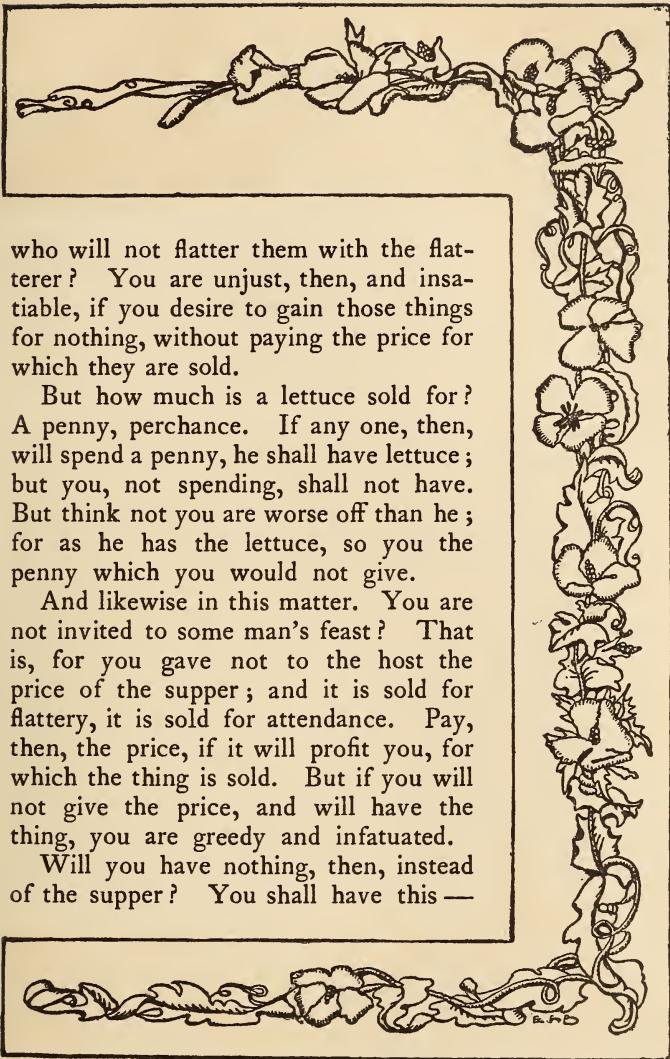 who will not flatter them with the flat-
terer? You are unjust, then, and insa-
tiable, if you desire to gain those things
for nothing, without paying the price for
which they are sold.
But how much is a lettuce sold for?
A penny, perchance. If any one, then,
will spend a penny, he shall have lettuce;
but you, not spending, shall not have.
But think not you are worse off than he;
for as he has the lettuce, so you the
penny which you would not give.
And likewise in this matter. You are
not invited to some man's feast? That
is, for you gave not to the host the
price of the supper; and it is sold for
flattery, it is sold for attendance. Pay,
then, the price, if it will profit you, for
which the thing is sold. But if you will
not give the price, and will have the
thing, you are greedy and infatuated.
Will you have nothing, then, instead
of the supper? You shall have this —